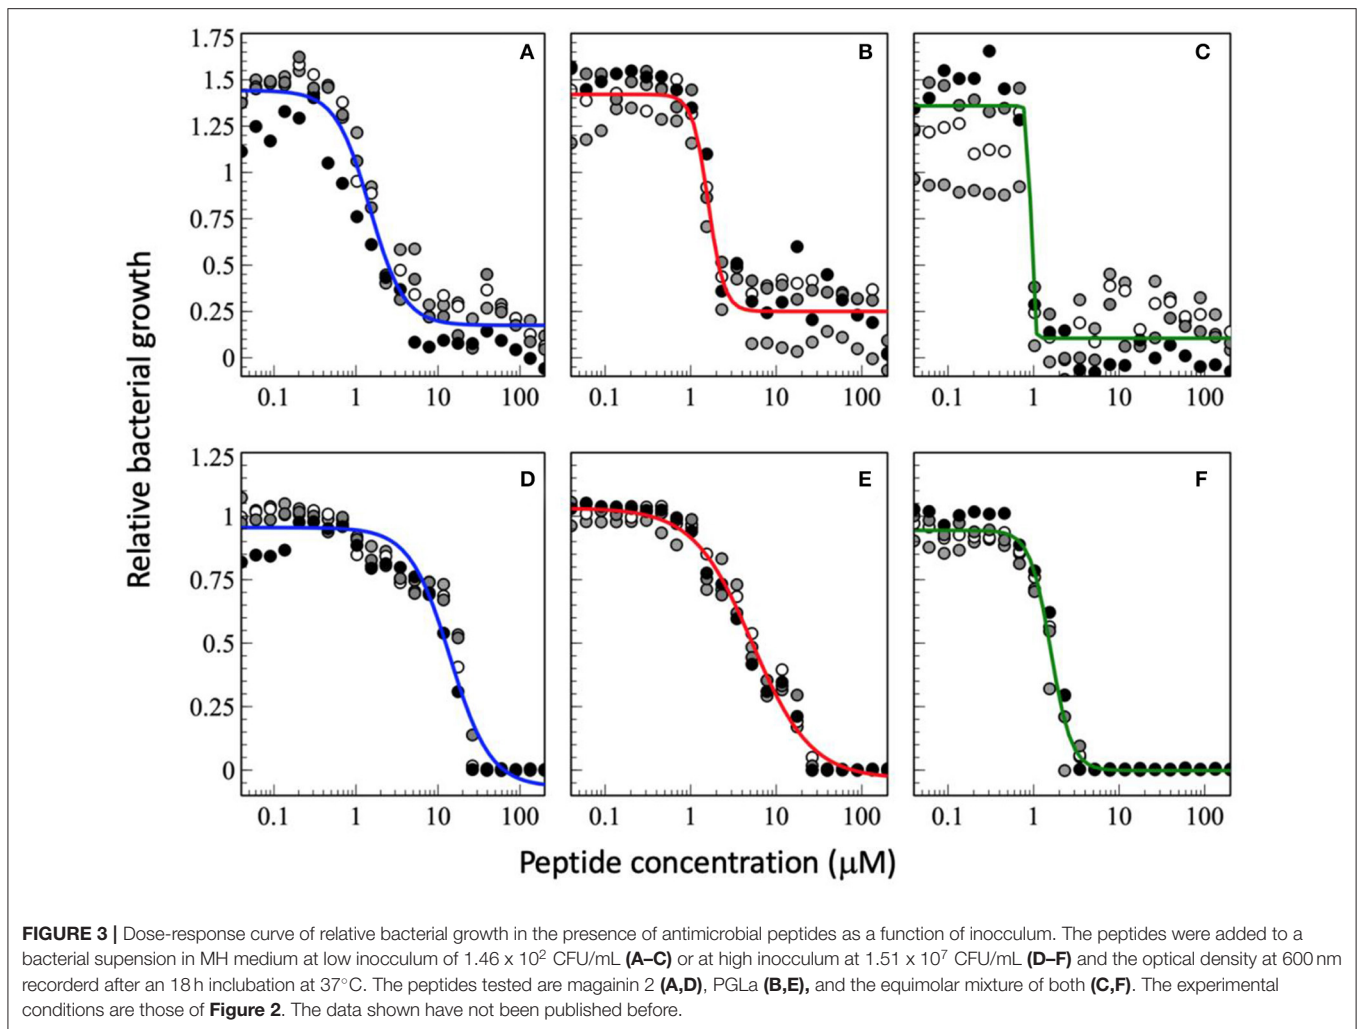 A
B
C
1.75
1.5
1.25
1
0.75
0.5
0.25
0
0.1 1 10 100
0.1 1 10 100
0.1 1 10 100
Relative bacterial growth
D
E
F
1.25
1
0.75
0.5
0.25
0
0.1 1 10 100
0.1 1 10 100
0.1 1 10 100
Peptide concentration (µM)
FIGURE 3 | Dose-response curve of relative bacterial growth in the presence of antimicrobial peptides as a function of inocculum. The peptides were added to a
bacterial supension in MH medium at low inoculum of 1.46 x 10² CFU/mL (A–C) or at high inoculum at 1.51 x 10⁷ CFU/mL (D–F) and the optical density at 600 nm
recorderd after an 18 h inclubation at 37°C. The peptides tested are magainin 2 (A,D), PGLa (B,E), and the equimolar mixture of both (C,F). The experimental
conditions are those of Figure 2. The data shown have not been published before.